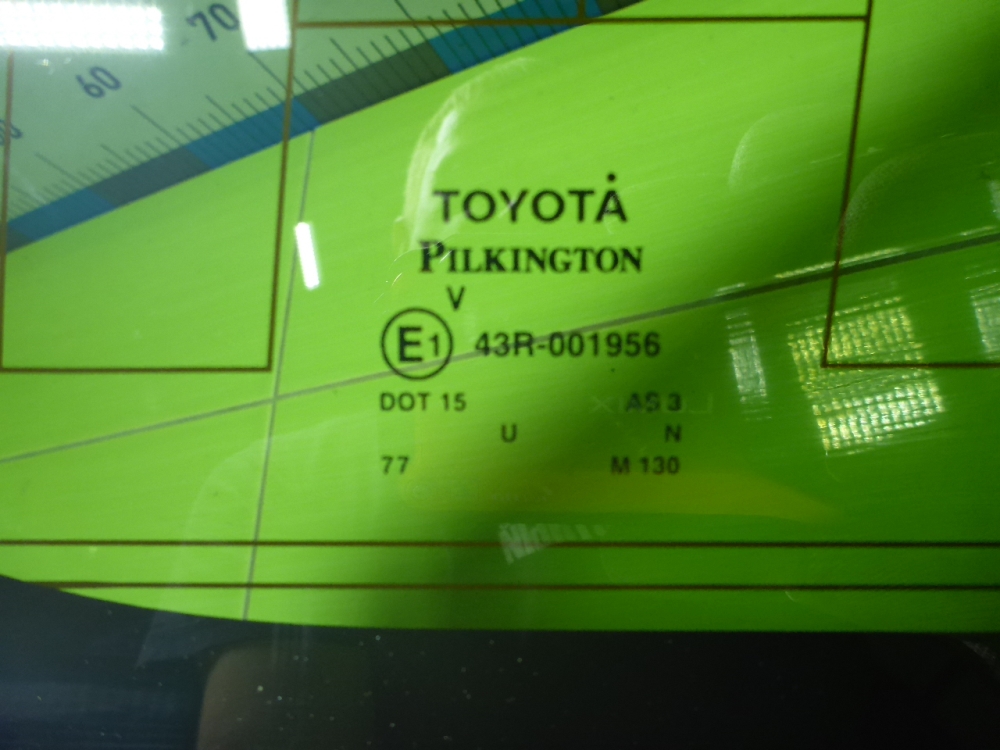 70
60
TOYOTA
PILKINGTON
V
E1 43R-001956
DOT 15 AS 3
U N
77 M 130